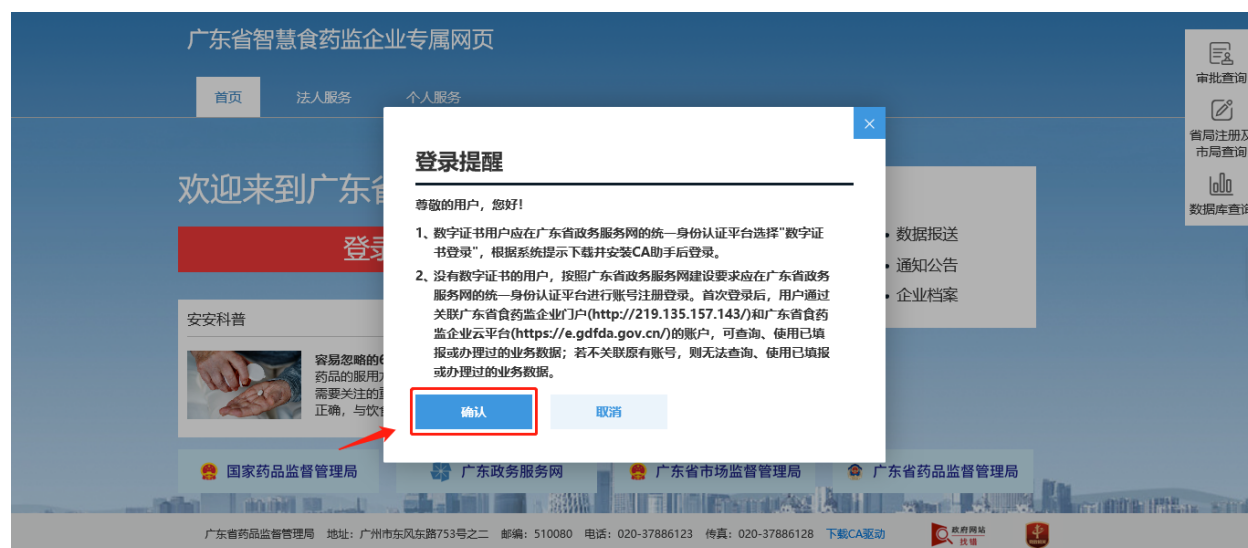 广东省智慧食药监企业专属网页
审批查询
首页
法人服务
个人服务
省局注册及
市局查询
登录提醒
数据库查询
欢迎来到广东省
尊敬的用户，您好！
1、数字证书用户应在广东省政务服务网的统一身份认证平台选择"数字证
书登录"，根据系统提示下载并安装CA助手后登录。
数据报送
登录
2、没有数字证书的用户，按照广东省政务服务网建设要求应在广东省政务
通知公告
服务网的统一身份认证平台进行账号注册登录。首次登录后，用户通过
企业档案
关联广东省食药监企业门户(http://219.135.157.143/)和广东省食药
安安科普
监企业云平台(https://e.gdfda.gov.cn/)的账户，可查询、使用已填
报或办理过的业务数据；若不关联原有账号，则无法查询、使用已填报
或办理过的业务数据。
容易忽略的6
药品的服用
需要关注的
正确，与饮食
确认
取消
国家药品监督管理局
广东政务服务网
广东省市场监督管理局
广东省药品监督管理局
广东省药品监督管理局 地址：广州市东风东路753号之二 邮编：510080 电话：020-37886123 传真：020-37886128 下载CA驱动
政府网站
找错